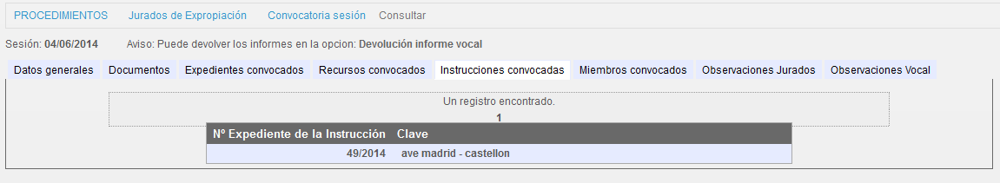 PROCEDIMIENTOS Jurados de Expropiación Convocatoria sesión Consultar
Sesión: 04/06/2014 Aviso: Puede devolver los informes en la opcion: Devolución informe vocal
Datos generales Documentos Expedientes convocados Recursos convocados Instrucciones convocadas Miembros convocados Observaciones Jurados Observaciones Vocal
Un registro encontrado.
1
Nº Expediente de la Instrucción Clave
49/2014 ave madrid - castellon